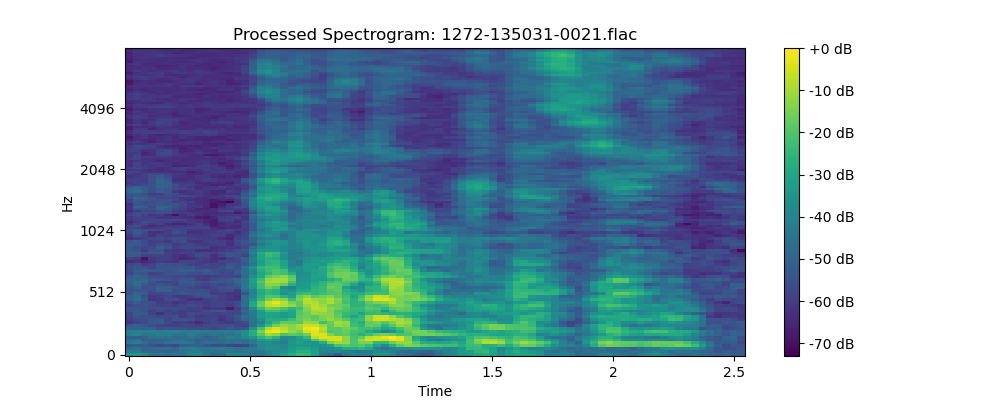 Processed Spectrogram: 1272-135031-0021.flac
+0 dB
-10 dB
-20 dB
-30 dB
-40 dB
-50 dB
-60 dB
-70 dB
4096
2048
1024
512
0
Hz
0
0.5
1
1.5
2
2.5
Time